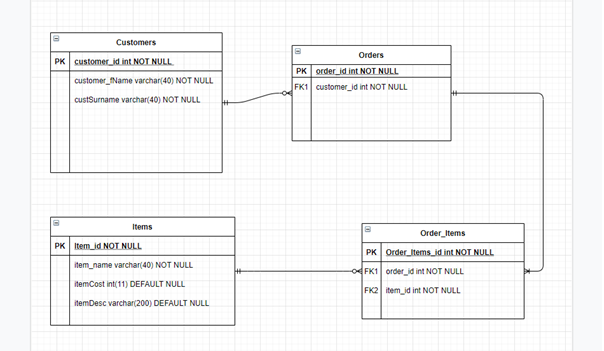 Customers
PK customer_id int NOT NULL
customer_fName varchar(40) NOT NULL
custSurname varchar(40) NOT NULL
Orders
PK order_id int NOT NULL
FK1 customer_id int NOT NULL
Items
PK Item_id NOT NULL
item_name varchar(40) NOT NULL
itemCost int(11) DEFAULT NULL
itemDesc varchar(200) DEFAULT NULL
Order_Items
PK Order_Items_id int NOT NULL
FK1 order_id int NOT NULL
FK2 item_id int NOT NULL